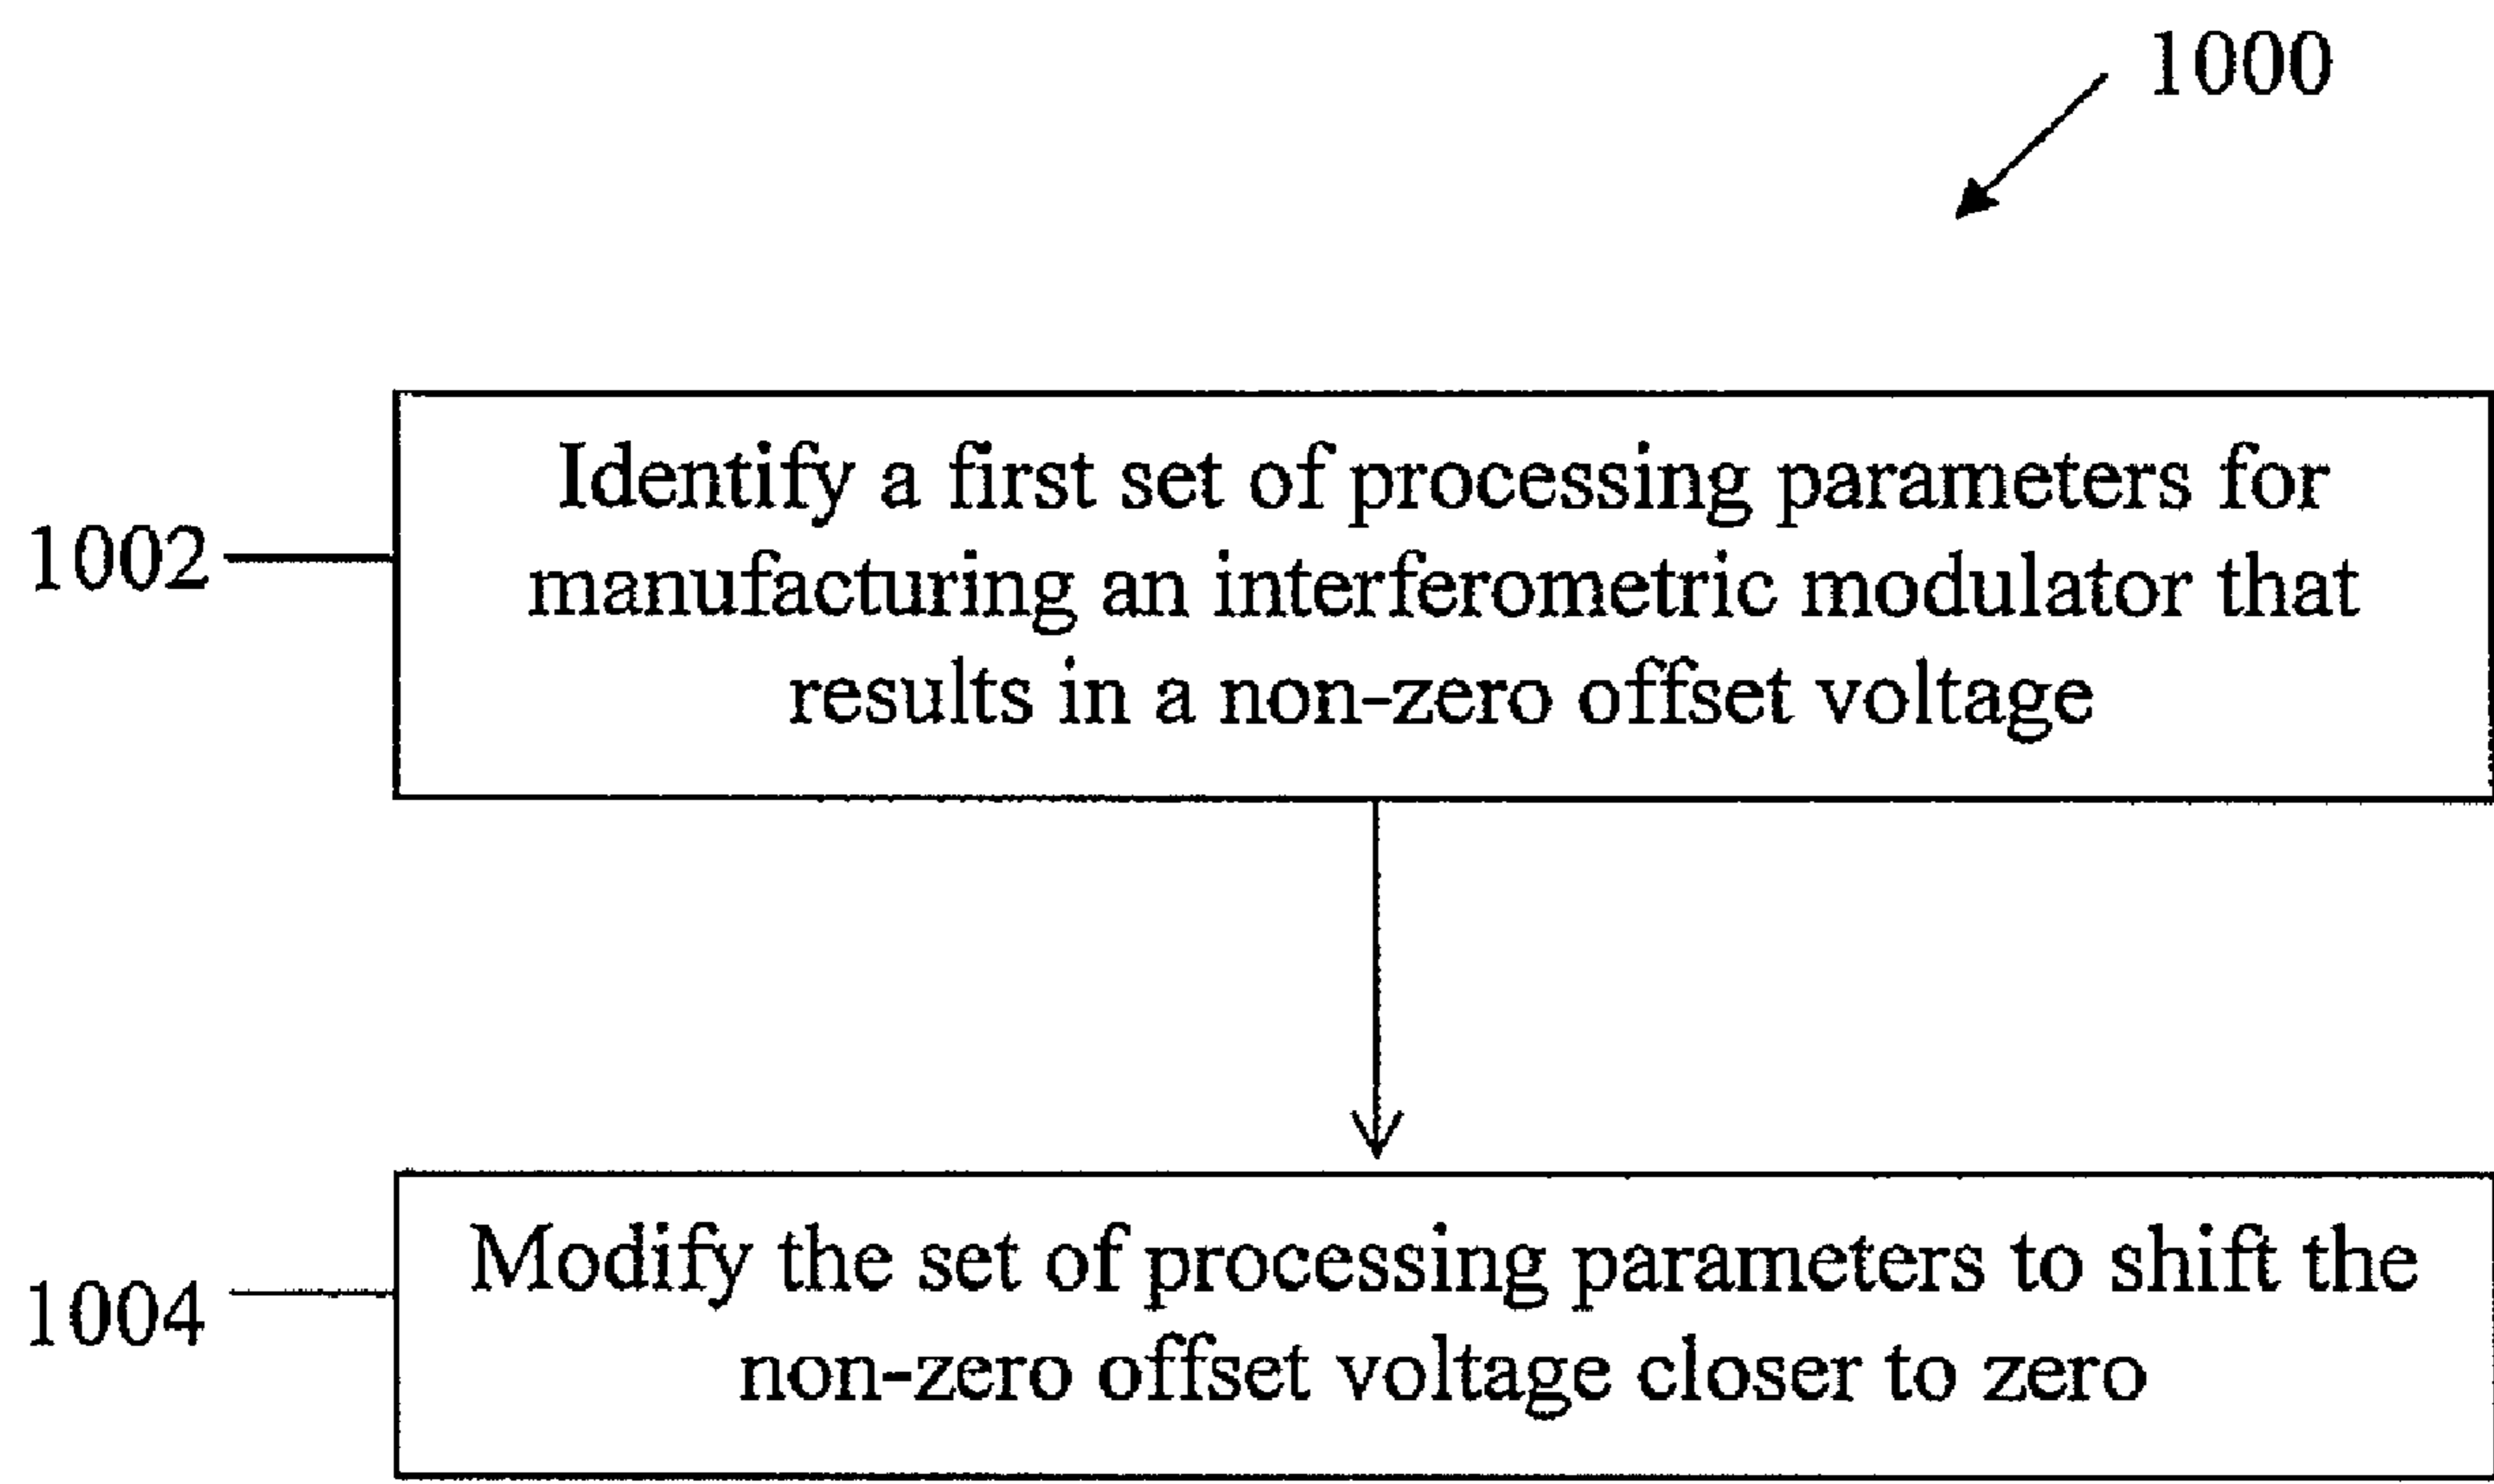 1000
1002
Identify a first set of processing parameters for
manufacturing an interferometric modulator that
results in a non-zero offset voltage
1004
Modify the set of processing parameters to shift the
non-zero offset voltage closer to zero